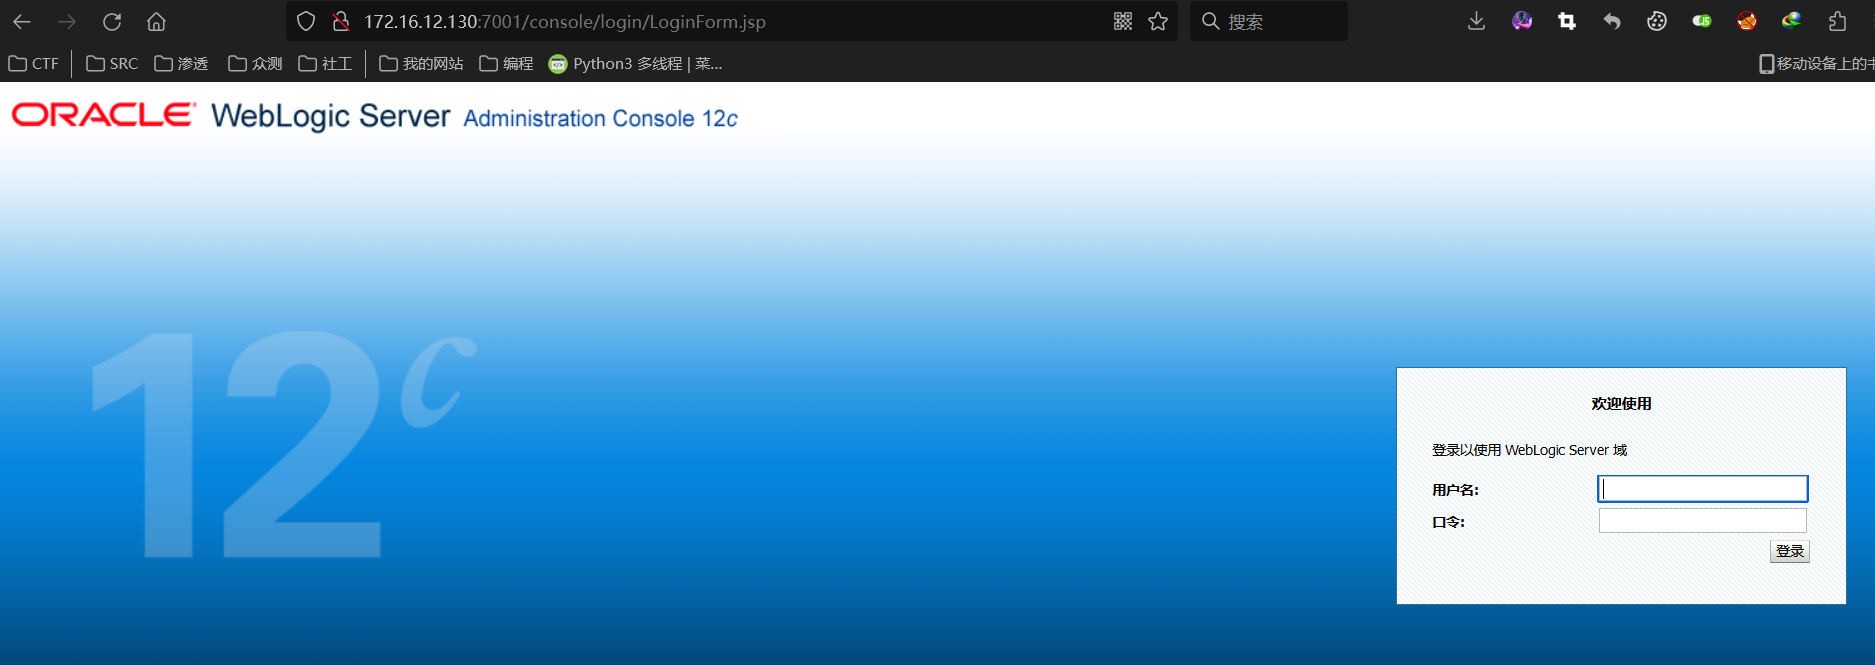 172.16.12.130:7001/console/login/LoginForm.jsp
搜索
CTF
SRC
渗透
众测
社工
我的网站
编程
Python3 多线程 | 菜...
移动设备上的
ORACLE WebLogic Server Administration Console 12c
12c
欢迎使用
登录以使用 WebLogic Server 域
用户名:
口令:
登录